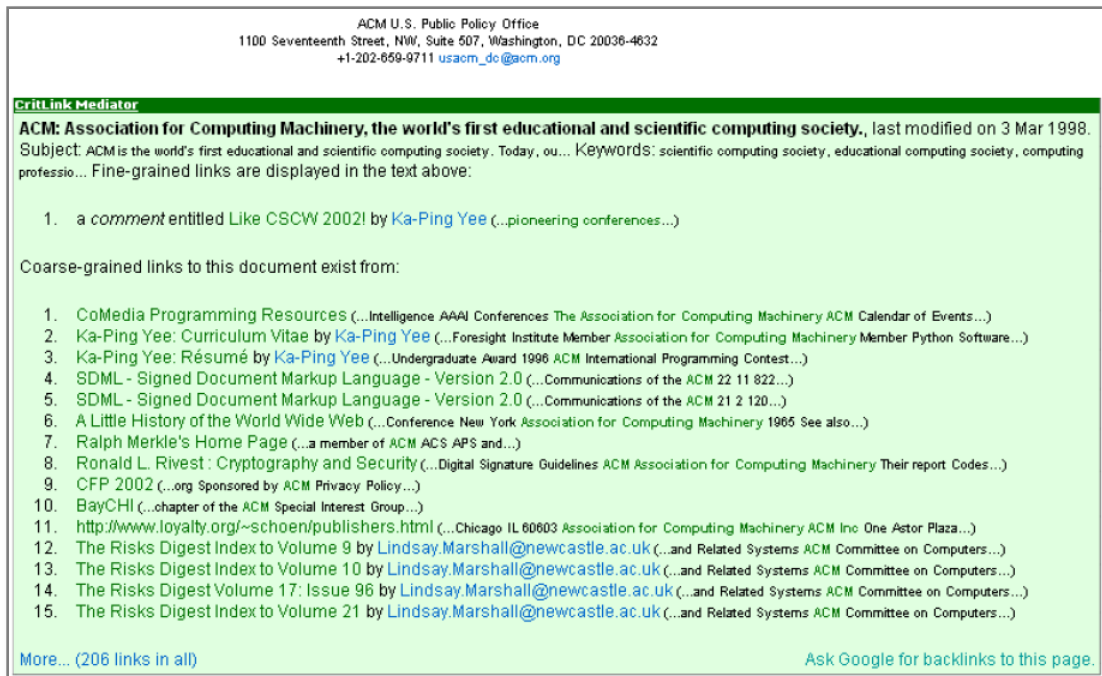 ACM U.S. Public Policy Office
1100 Seventeenth Street, NW, Suite 507, Washington, DC 20036-4632
+1-202-659-9711 usacm_dc@acm.org
CritLink Mediator
ACM: Association for Computing Machinery, the world's first educational and scientific computing society., last modified on 3 Mar 1998.
Subject: ACM is the world's first educational and scientific computing society. Today, ou... Keywords: scientific computing society, educational computing society, computing
professio... Fine-grained links are displayed in the text above:
1. a comment entitled Like CSCW 2002! by Ka-Ping Yee (...pioneering conferences...)
Coarse-grained links to this document exist from:
1. CoMedia Programming Resources (...Intelligence AAAI Conferences The Association for Computing Machinery ACM Calendar of Events...)
2. Ka-Ping Yee: Curriculum Vitae by Ka-Ping Yee (...Foresight Institute Member Association for Computing Machinery Member Python Software...)
3. Ka-Ping Yee: Résumé by Ka-Ping Yee (...Undergraduate Award 1996 ACM International Programming Contest...)
4. SDML - Signed Document Markup Language - Version 2.0 (...Communications of the ACM 22 11 822...)
5. SDML - Signed Document Markup Language - Version 2.0 (...Communications of the ACM 21 2 120...)
6. A Little History of the World Wide Web (...Conference New York Association for Computing Machinery 1965 See also...)
7. Ralph Merkle's Home Page (...a member of ACM ACS APS and...)
8. Ronald L. Rivest : Cryptography and Security (...Digital Signature Guidelines ACM Association for Computing Machinery Their report Codes...)
9. CFP 2002 (...org Sponsored by ACM Privacy Policy...)
10. BayCHI (...chapter of the ACM Special Interest Group...)
11. http://www.loyalty.org/~schoen/publishers.html (...Chicago IL 60603 Association for Computing Machinery ACM Inc One Astor Plaza...)
12. The Risks Digest Index to Volume 9 by Lindsay.Marshall@newcastle.ac.uk (...and Related Systems ACM Committee on Computers...)
13. The Risks Digest Index to Volume 10 by Lindsay.Marshall@newcastle.ac.uk (...and Related Systems ACM Committee on Computers...)
14. The Risks Digest Volume 17: Issue 96 by Lindsay.Marshall@newcastle.ac.uk (...and Related Systems ACM Committee on Computers...)
15. The Risks Digest Index to Volume 21 by Lindsay.Marshall@newcastle.ac.uk (...and Related Systems ACM Committee on Computers...)
More... (206 links in all) Ask Google for backlinks to this page.